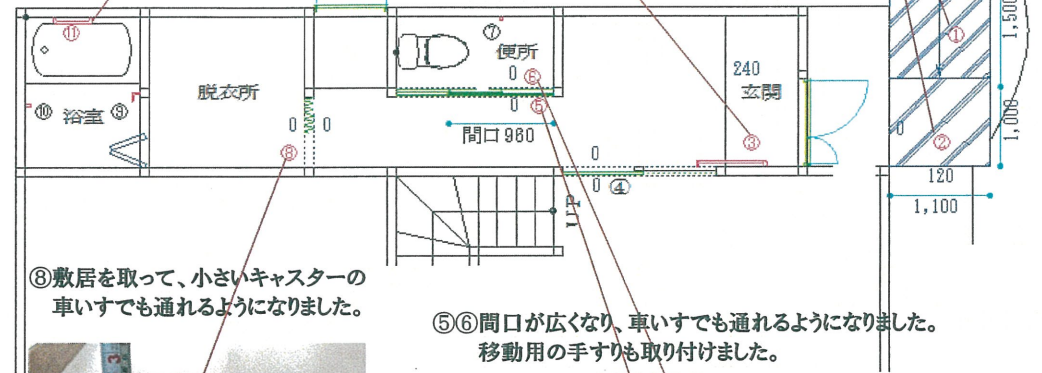 ⑪
⑦
便所
0
⑥
0
⑤
240
玄関
①
1,500
脱衣所
⑩ 浴室 ⑨
0 0
⑧
間口960
③
0
②
1,000
0
0 ④
120
1,100
UP
⑧敷居を取って、小さいキャスターの
車いすでも通れるようになりました。
⑤⑥間口が広くなり、車いすでも通れるようになりました。
移動用の手すりも取り付けました。
3